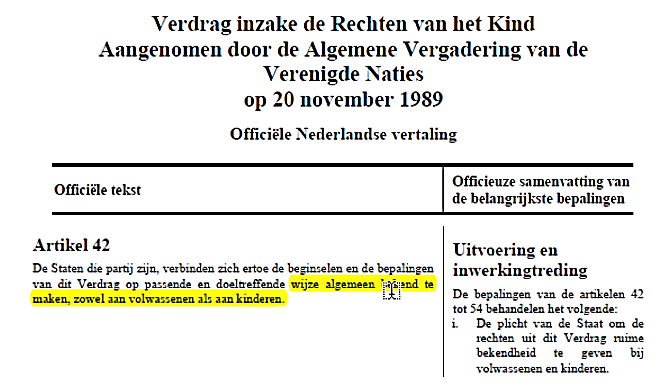 Verdrag inzake de Rechten van het Kind
Aangenomen door de Algemene Vergadering van de
Verenigde Naties
op 20 november 1989
Officiële Nederlandse vertaling
Officiële tekst
Officieuze samenvatting van
de belangrijkste bepalingen
Artikel 42
De Staten die partij zijn, verbinden zich ertoe de beginselen en de bepalingen
van dit Verdrag op passende en doeltreffende wijze algemeen bekend te
maken, zowel aan volwassenen als aan kinderen.
Uitvoering en
inwerkingtreding
De bepalingen van de artikelen 42
tot 54 behandelen het volgende:
i. De plicht van de Staat om de
rechten uit dit Verdrag ruime
bekendheid te geven bij
volwassenen en kinderen.